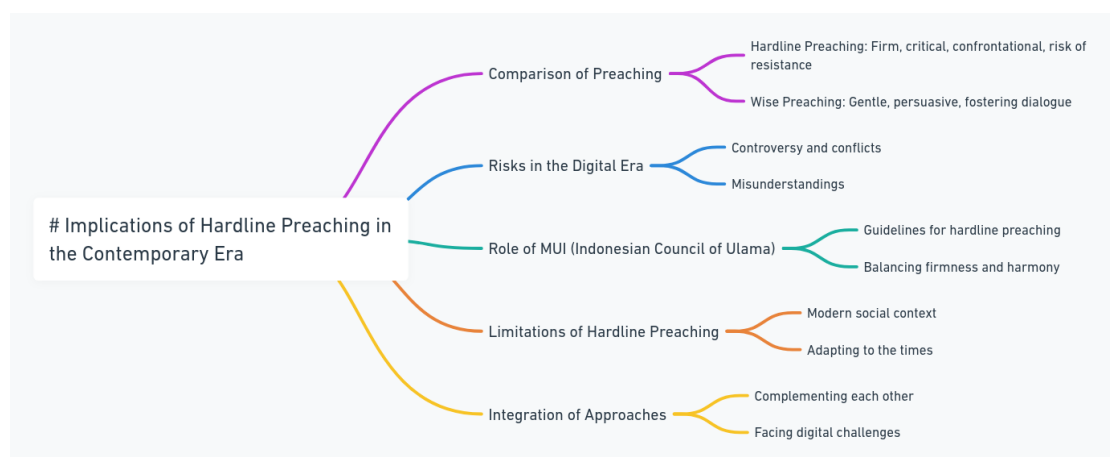 # Implications of Hardline Preaching in
the Contemporary Era
Comparison of Preaching
Hardline Preaching: Firm, critical, confrontational, risk of
resistance
Wise Preaching: Gentle, persuasive, fostering dialogue
Risks in the Digital Era
Controversy and conflicts
Misunderstandings
Role of MUI (Indonesian Council of Ulama)
Guidelines for hardline preaching
Balancing firmness and harmony
Limitations of Hardline Preaching
Modern social context
Adapting to the times
Integration of Approaches
Complementing each other
Facing digital challenges